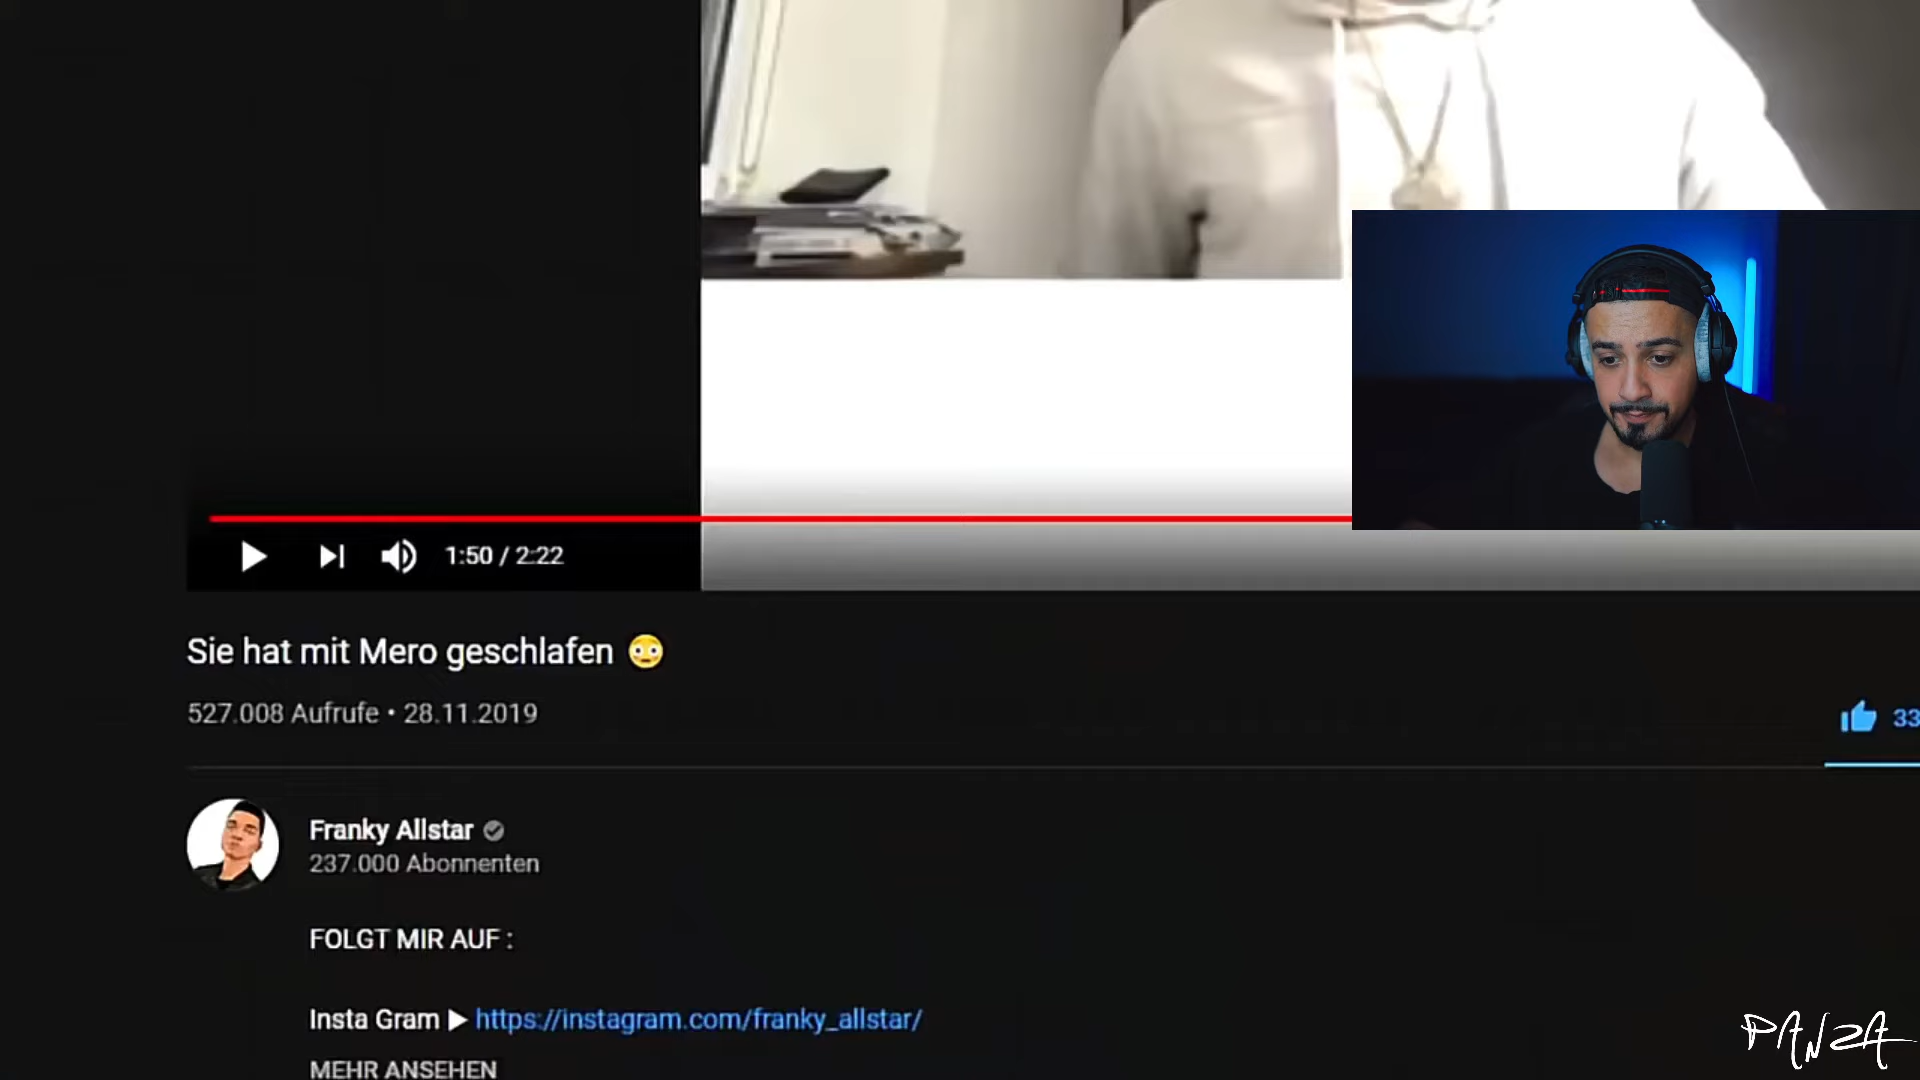 1:50 / 2:22
Sie hat mit Mero geschlafen 😳
527.008 Aufrufe • 28.11.2019
33
Franky Allstar
237.000 Abonnenten
FOLGT MIR AUF :
Insta Gram ▶ https://instagram.com/franky_allstar/
MEHR ANSEHEN
PANZA